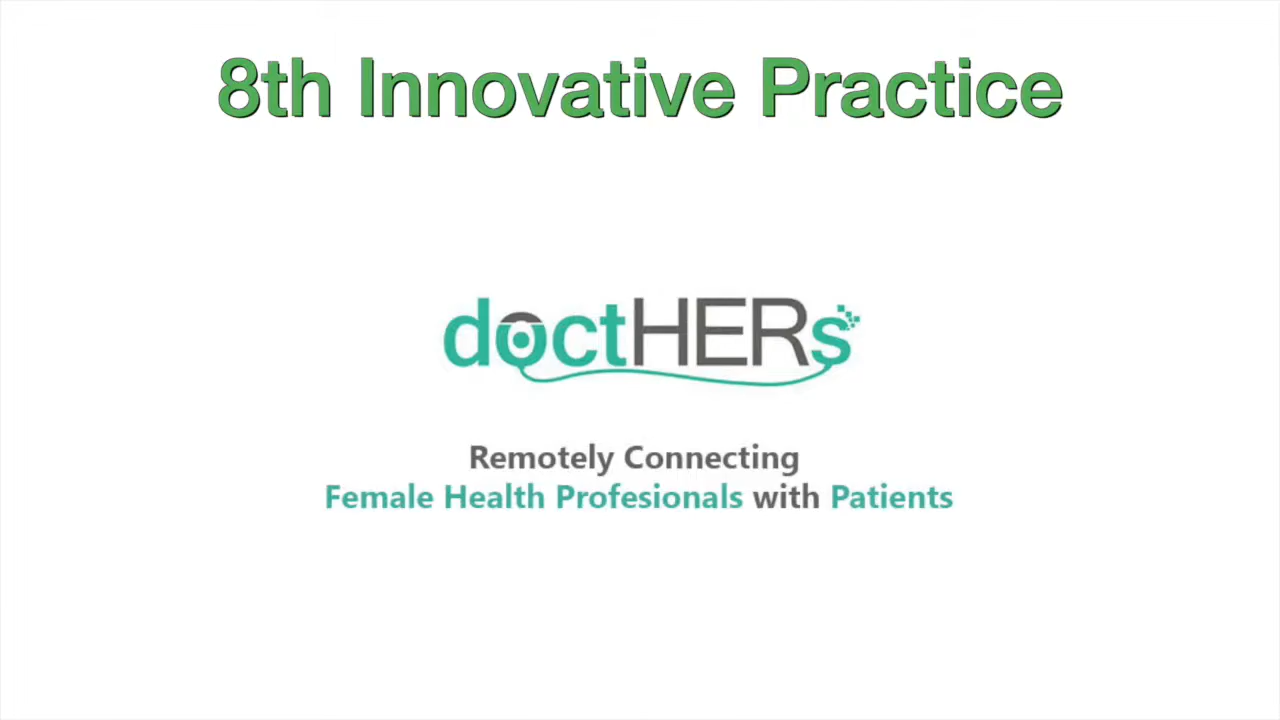 8th Innovative Practice
doctHERs
Remotely Connecting
Female Health Profesionals with Patients